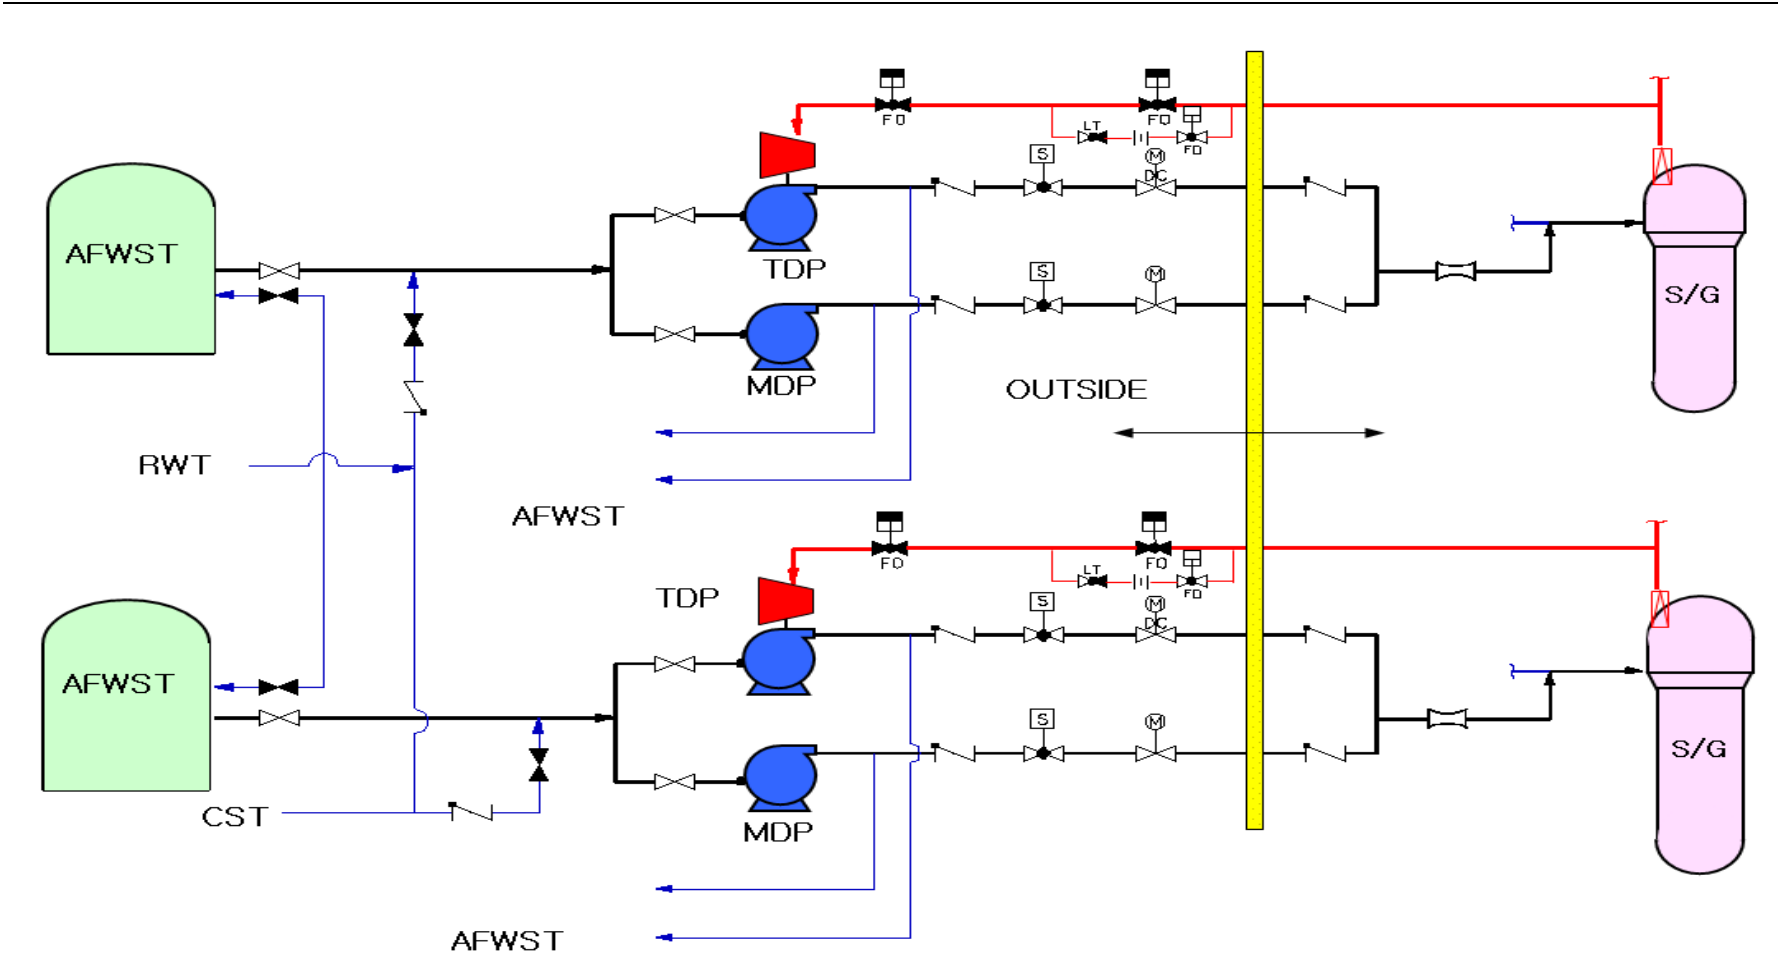 FO
FO
LT
FO
S
M
DC
AFWST
TDP
S
M
S/G
MDP
OUTSIDE
RWT
AFWST
FO
FO
LT
FO
TDP
S
M
DC
AFWST
S
M
S/G
CST
MDP
AFWST